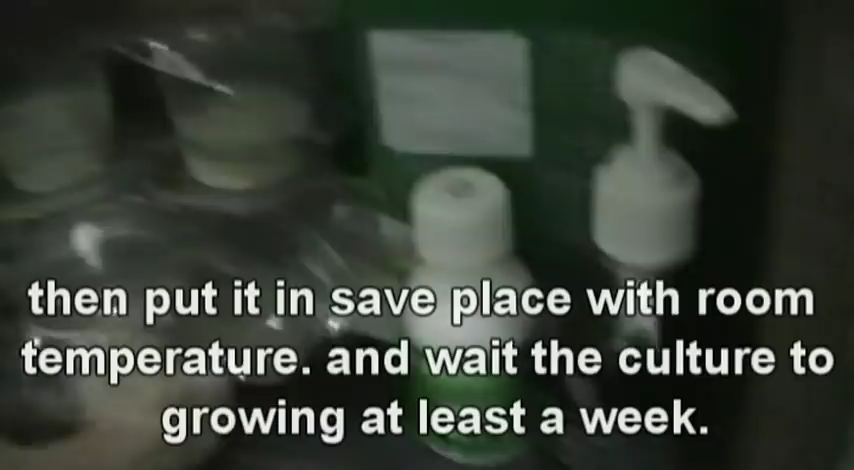 then put it in save place with room
temperature. and wait the culture to
growing at least a week.